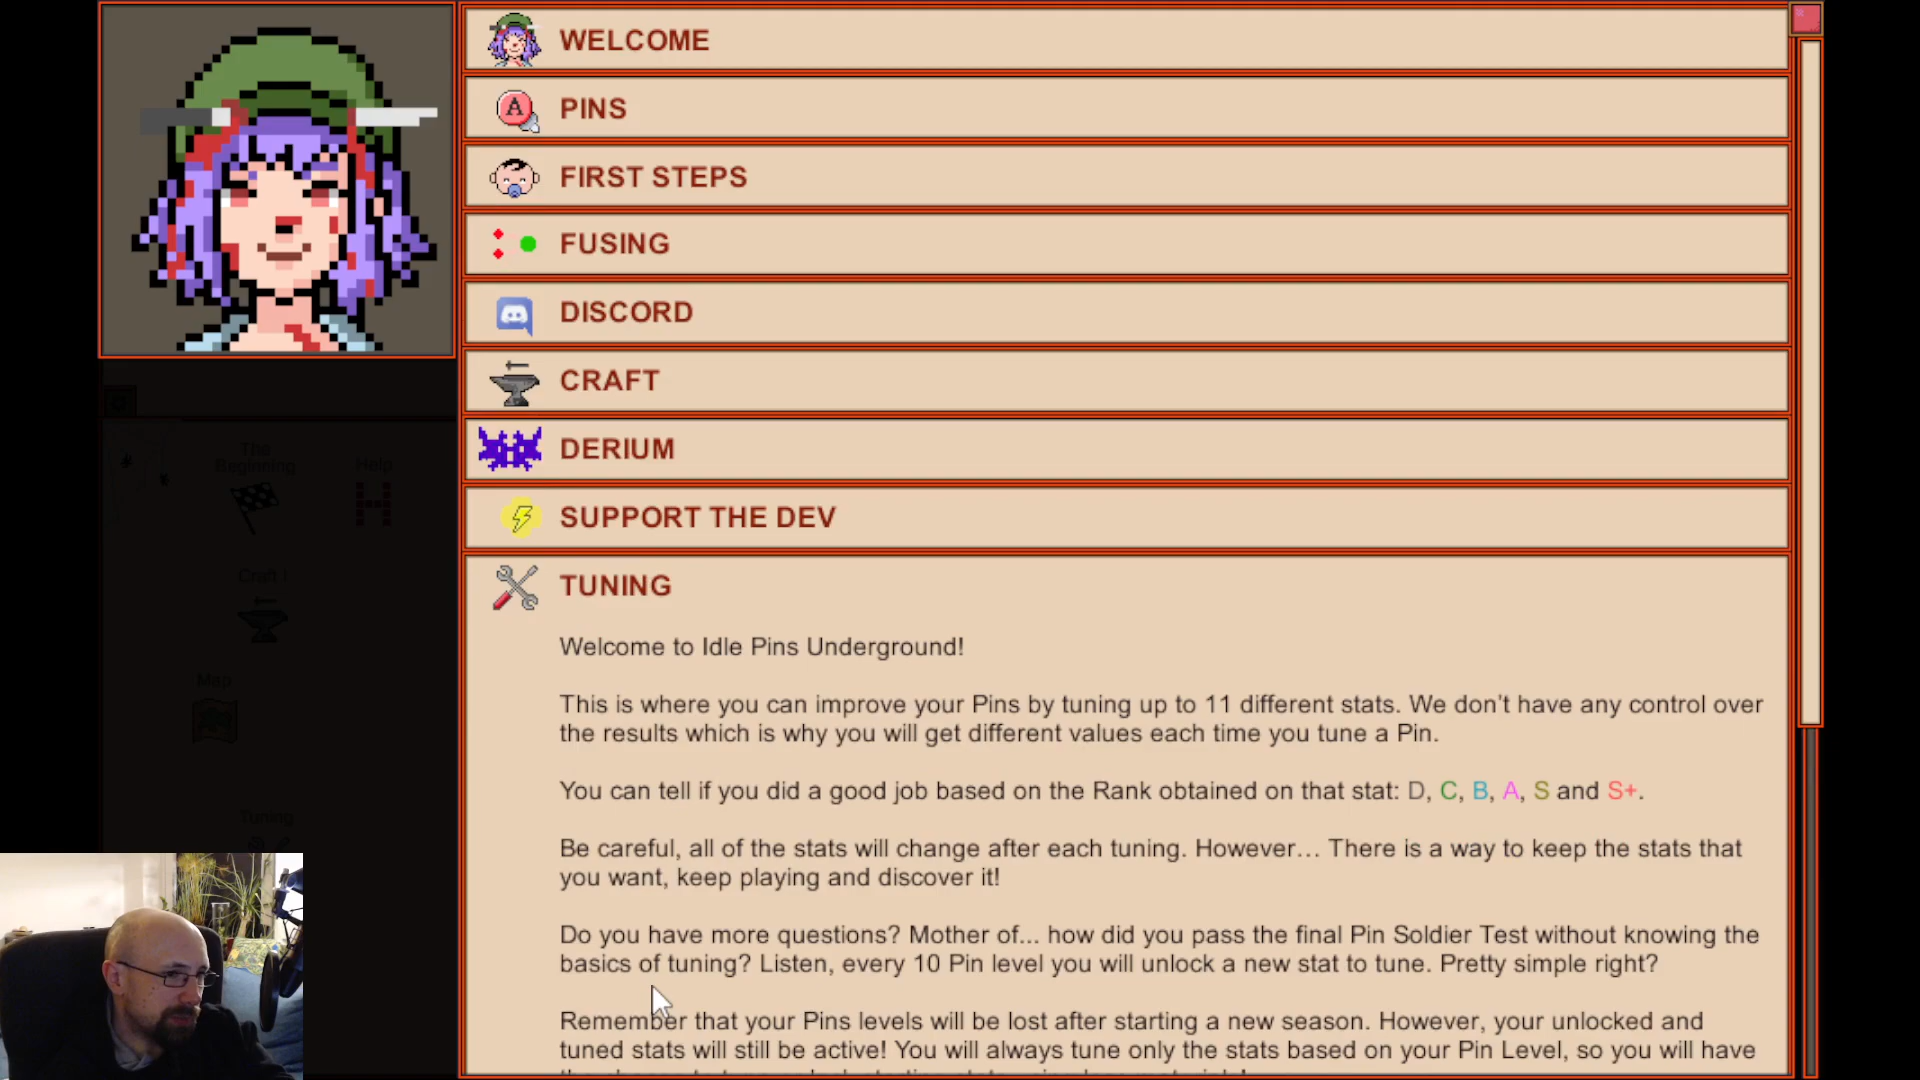 WELCOME
A
PINS
FIRST STEPS
FUSING
DISCORD
CRAFT
DERIUM
SUPPORT THE DEV
TUNING
The
Beginning
Help
H
Craft I
Map
Tuning
Welcome to Idle Pins Underground!
This is where you can improve your Pins by tuning up to 11 different stats. We don't have any control over
the results which is why you will get different values each time you tune a Pin.
You can tell if you did a good job based on the Rank obtained on that stat: D, C, B, A, S and S+.
Be careful, all of the stats will change after each tuning. However... There is a way to keep the stats that
you want, keep playing and discover it!
Do you have more questions? Mother of... how did you pass the final Pin Soldier Test without knowing the
basics of tuning? Listen, every 10 Pin level you will unlock a new stat to tune. Pretty simple right?
Remember that your Pins levels will be lost after starting a new season. However, your unlocked and
tuned stats will still be active! You will always tune only the stats based on your Pin Level, so you will have